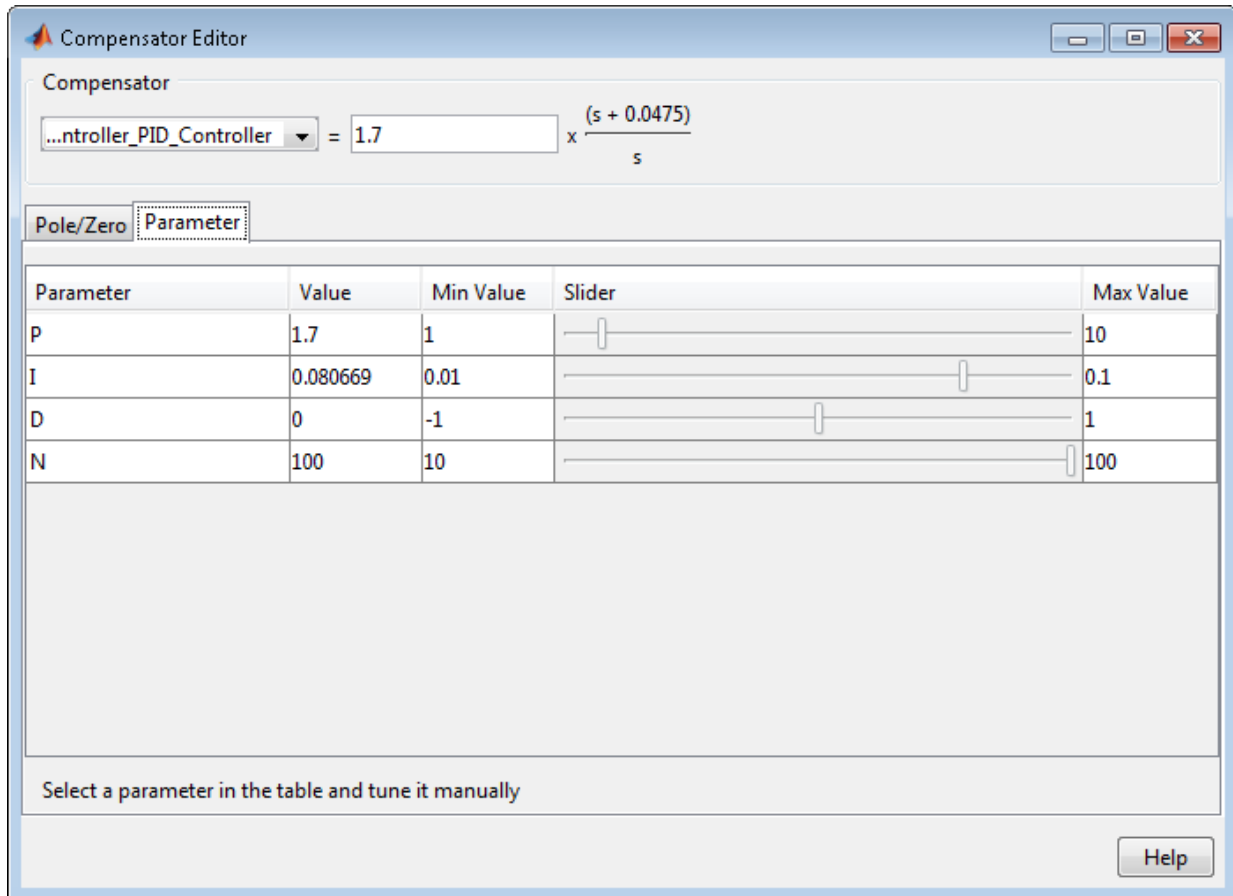 Compensator Editor
Compensator
...ntroller_PID_Controller = 1.7 x (s + 0.0475)
s
Pole/Zero Parameter
Parameter Value Min Value Slider Max Value
P 1.7 1 10
I 0.080669 0.01 0.1
D 0 -1 1
N 100 10 100
Select a parameter in the table and tune it manually
Help